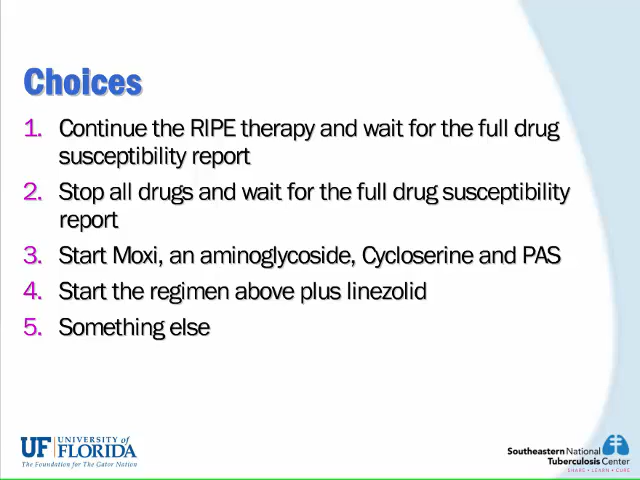 Choices
1. Continue the RIPE therapy and wait for the full drug
susceptibility report
2. Stop all drugs and wait for the full drug susceptibility
report
3. Start Moxi, an aminoglycoside, Cycloserine and PAS
4. Start the regimen above plus linezolid
5. Something else
UF UNIVERSITY of
FLORIDA
The Foundation for The Gator Nation
Southeastern National
Tuberculosis Center
SHARE • LEARN • CURE